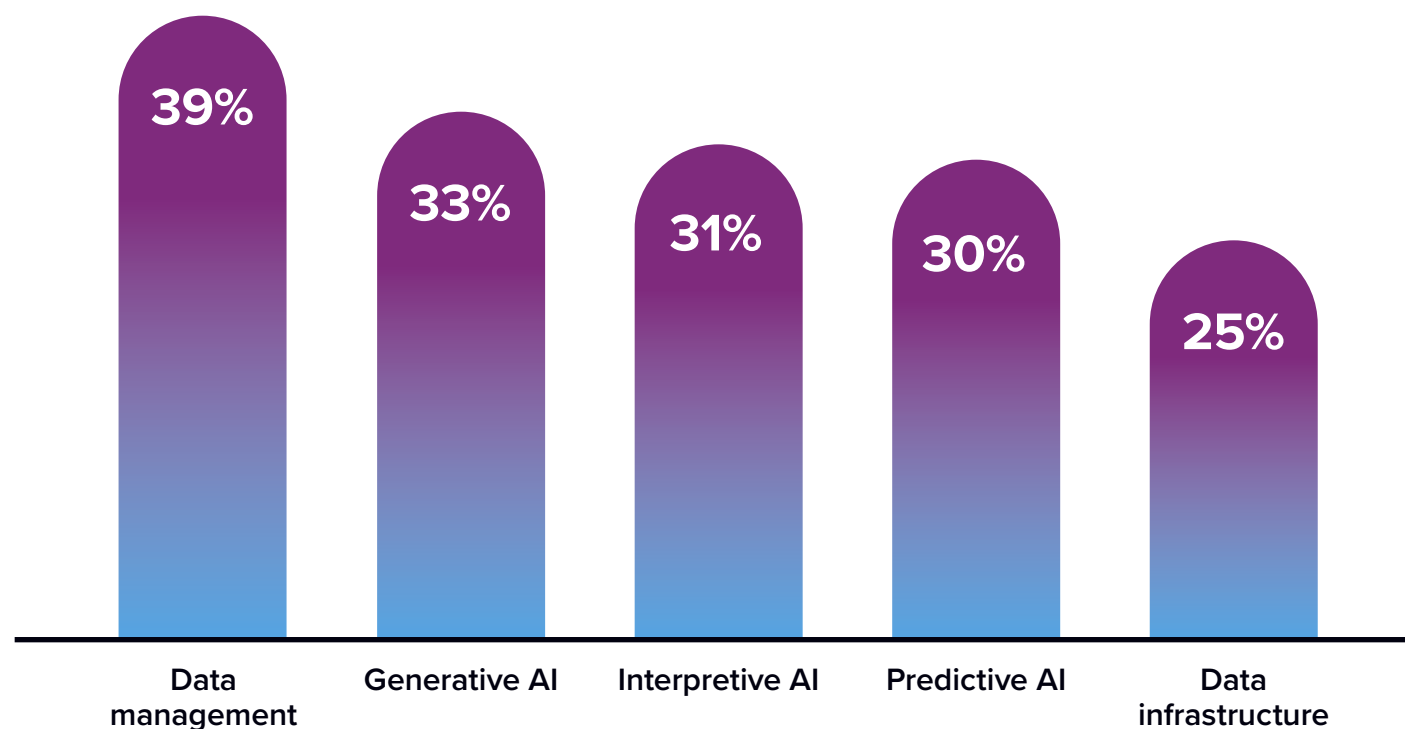 39%
33%
31%
30%
25%
Data
management
Generative AI
Interpretive AI
Predictive AI
Data
infrastructure